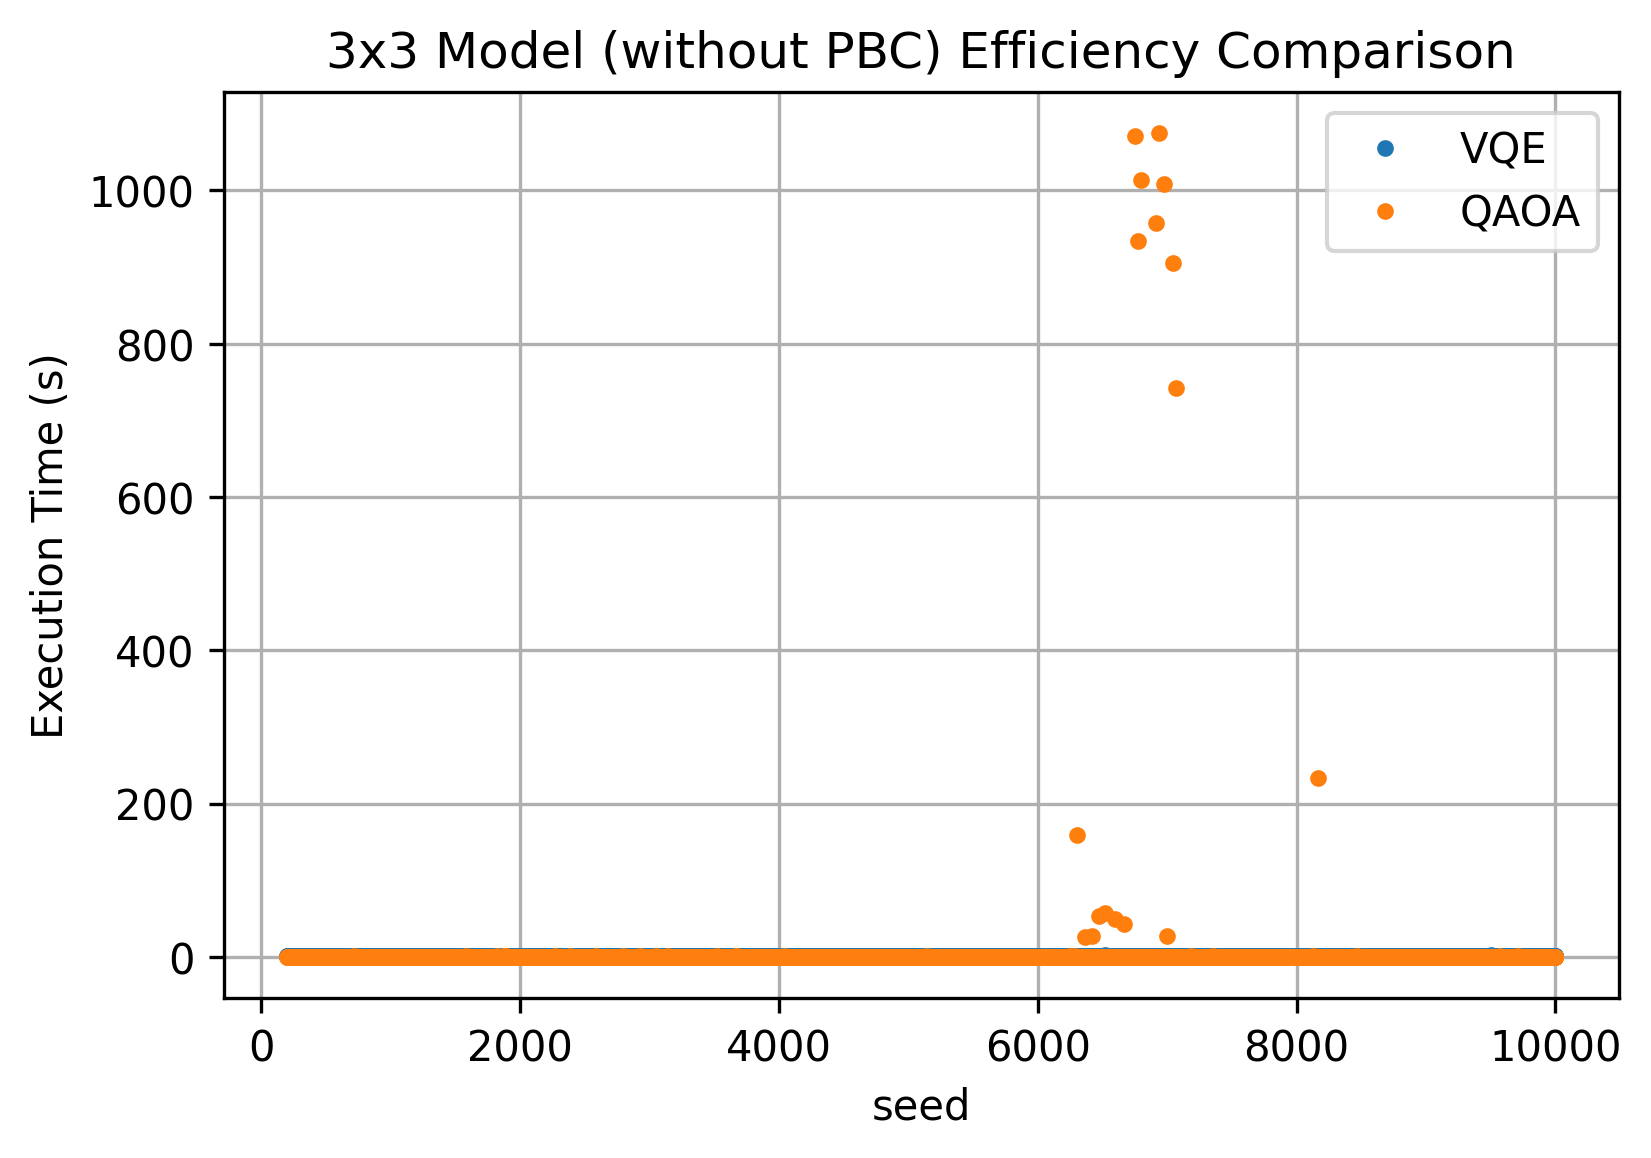 3x3 Model (without PBC) Efficiency Comparison
VQE
QAOA
Execution Time (s)
1000
800
600
400
200
0
0 2000 4000 6000 8000 10000
seed